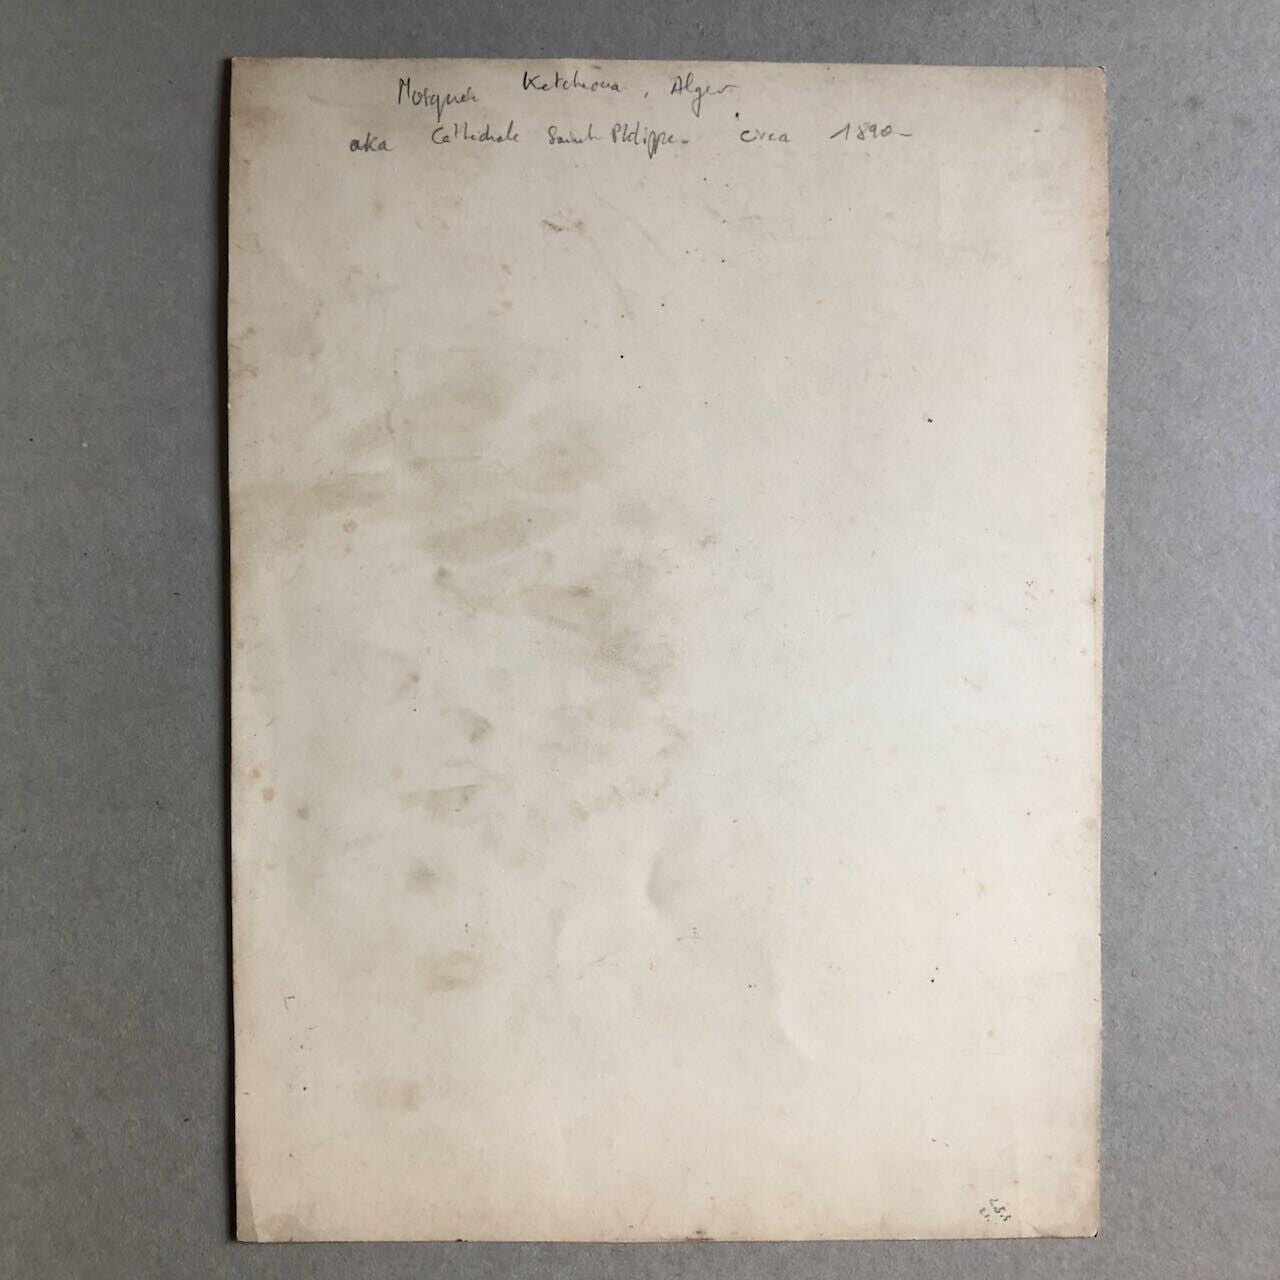 Mosquée Ketchaoua, Alger
aka Cathédrale Saint Philippe - circa 1890 -